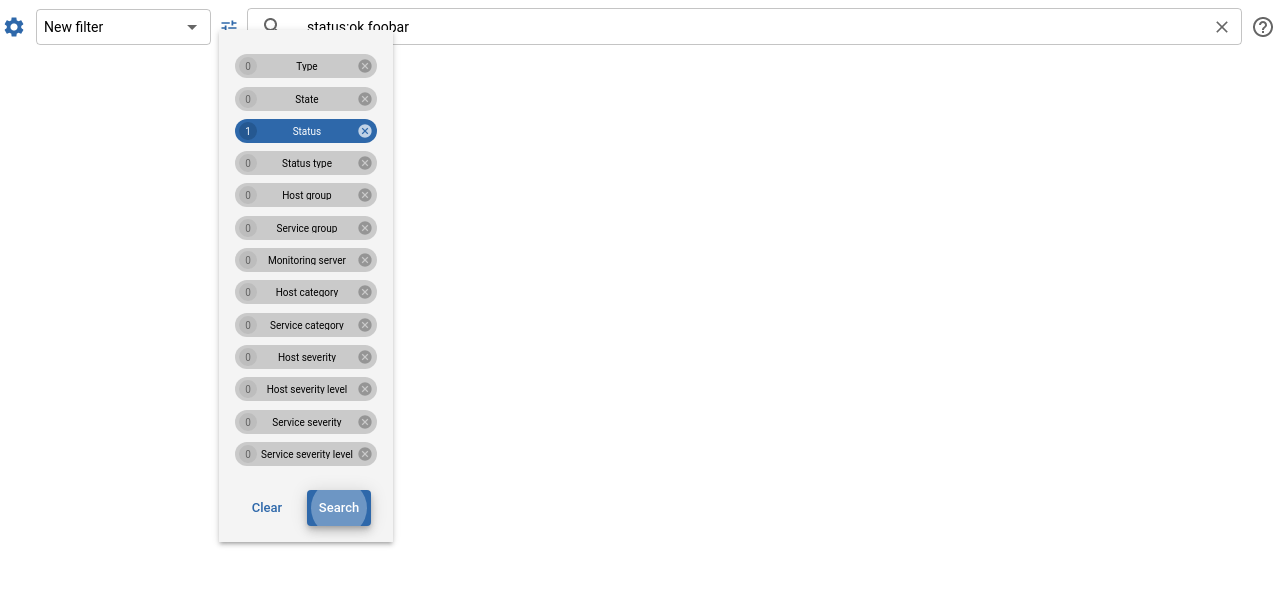 New filter
status:ok foobar
0 Type
0 State
1 Status
0 Status type
0 Host group
0 Service group
0 Monitoring server
0 Host category
0 Service category
0 Host severity
0 Host severity level
0 Service severity
0 Service severity level
Clear Search